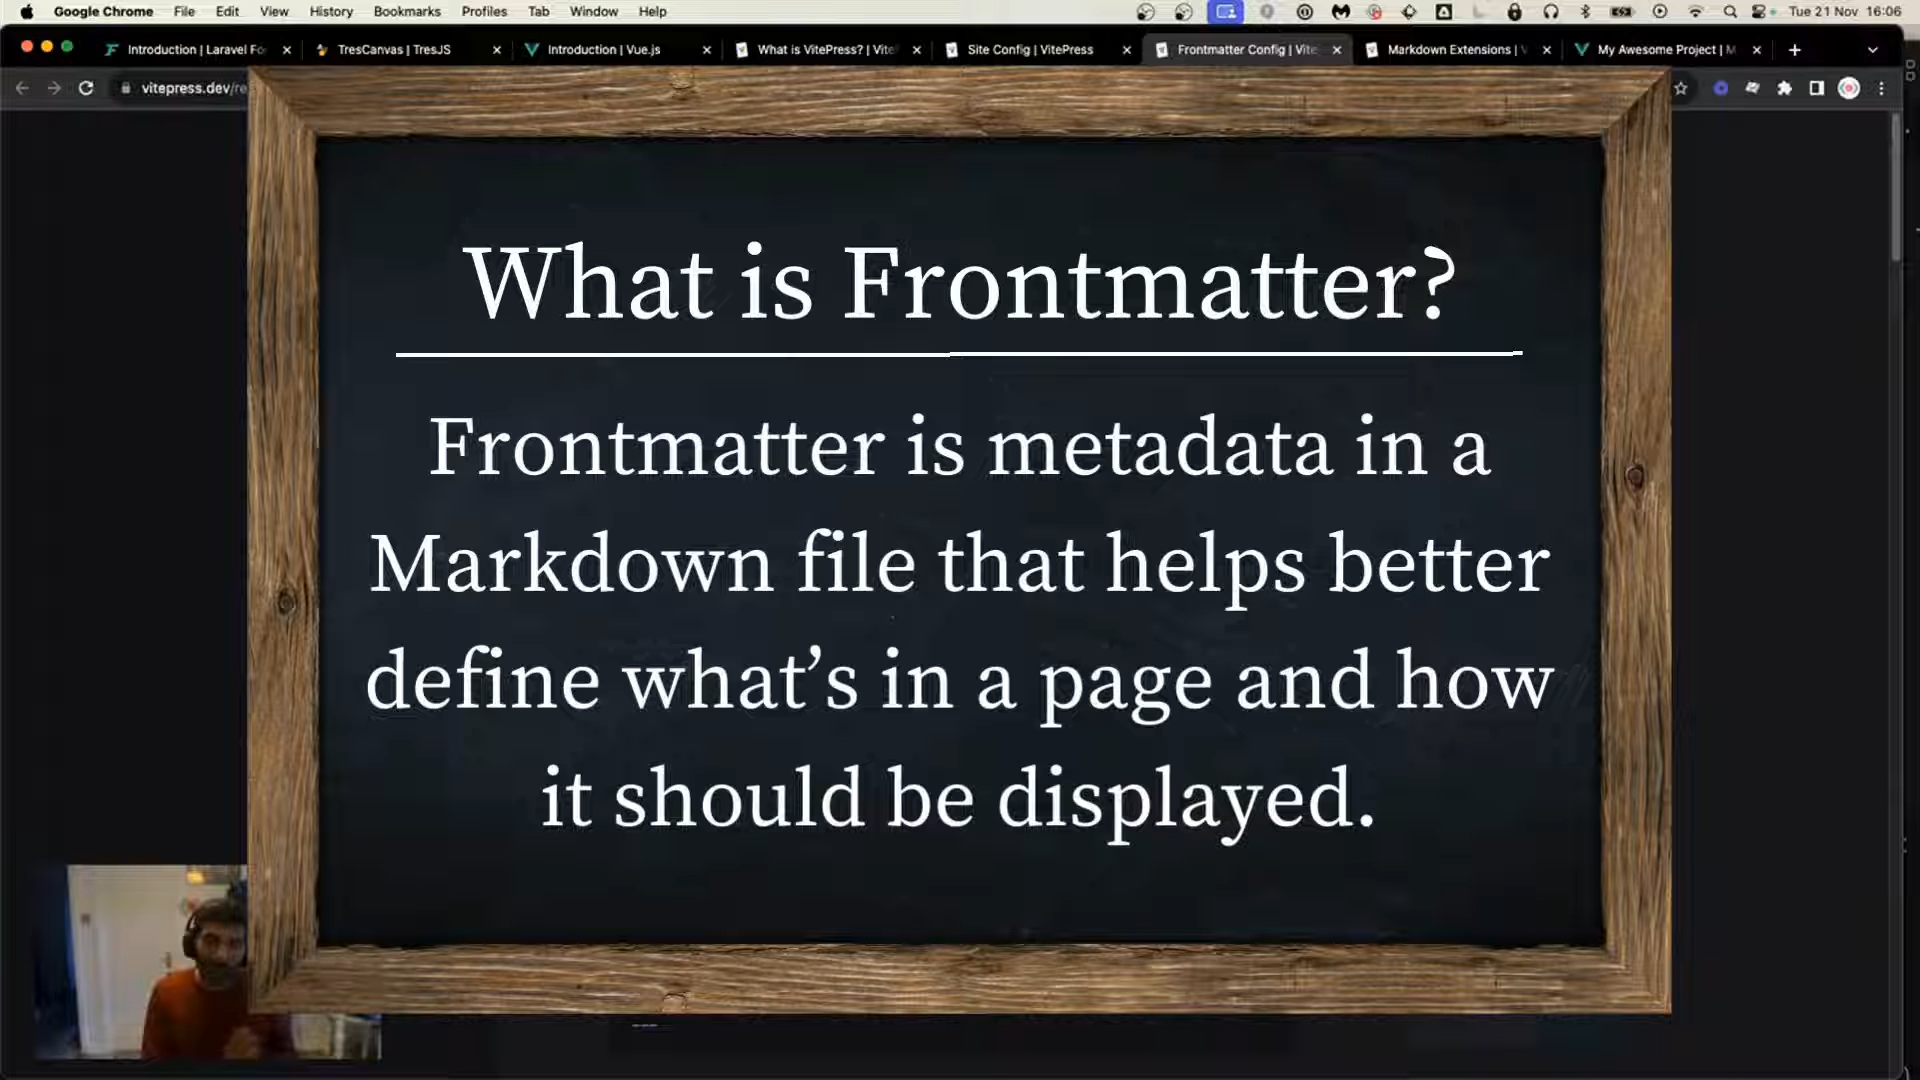 Google Chrome File Edit View History Bookmarks Profiles Tab Window Help Tue 21 Nov 16:06
Introduction | Laravel Fo TresCanvas | TresJS Introduction | Vue.js What is VitePress? | Vite Site Config | VitePress Frontmatter Config | Vite Markdown Extensions | V My Awesome Project | M
vitepress.dev/re
What is Frontmatter?
Frontmatter is metadata in a
Markdown file that helps better
define what’s in a page and how
it should be displayed.